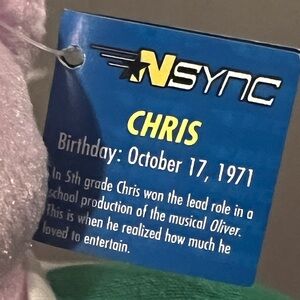 NSYNC
CHRIS
Birthday: October 17, 1971
In 5th grade Chris won the lead role in a
school production of the musical Oliver.
This is when he realized how much he
loved to entertain.